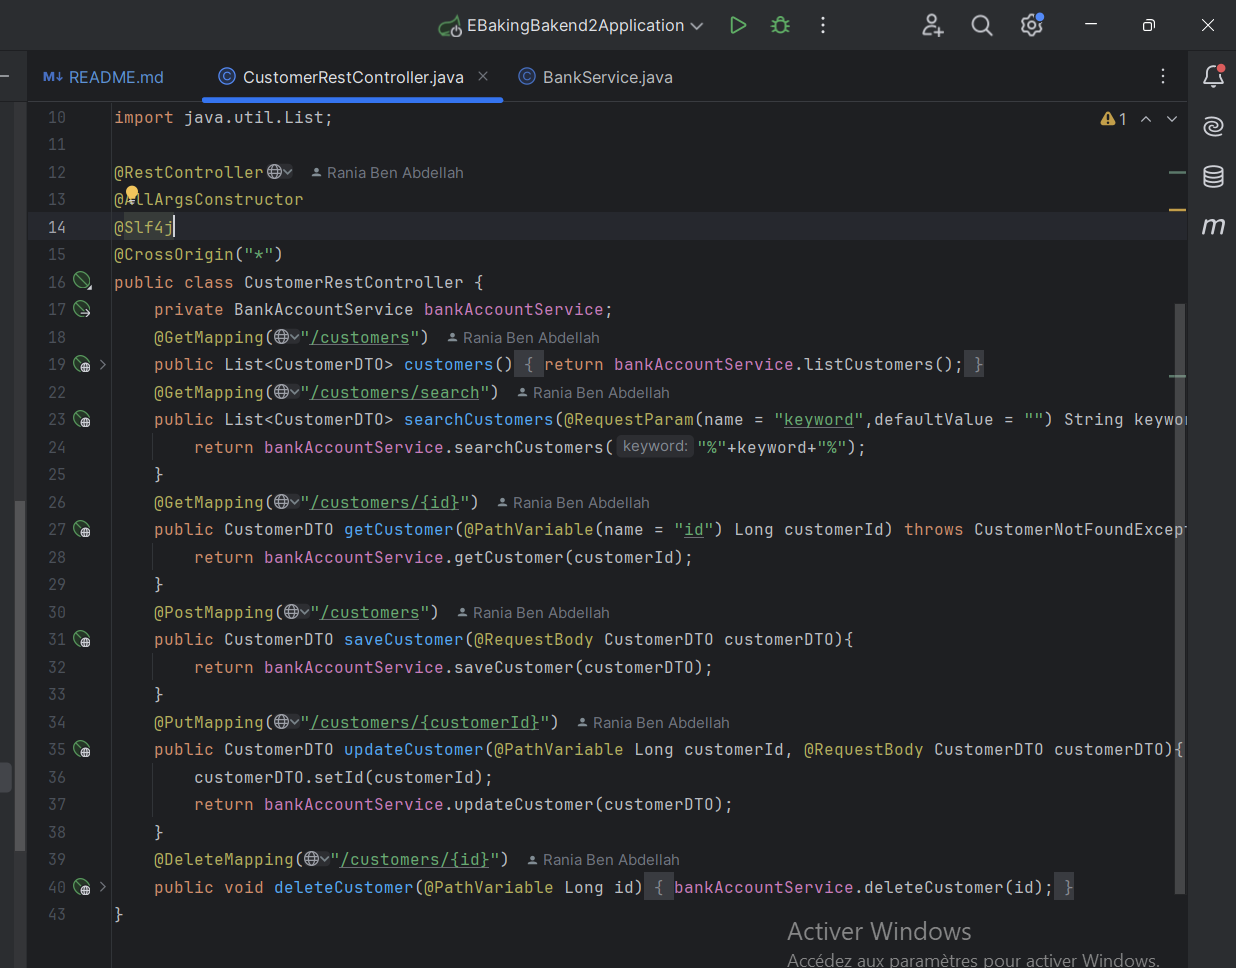 EBakingBakend2Application
README.md
CustomerRestController.java
BankService.java
10 import java.util.List;
1
11
12 @RestController Rania Ben Abdellah
13 @AllArgsConstructor
14 @Slf4j
15 @CrossOrigin("*")
16 public class CustomerRestController {
17 private BankAccountService bankAccountService;
18 @GetMapping("/customers") Rania Ben Abdellah
19 public List<CustomerDTO> customers() { return bankAccountService.listCustomers(); }
22 @GetMapping("/customers/search") Rania Ben Abdellah
23 public List<CustomerDTO> searchCustomers(@RequestParam(name = "keyword",defaultValue = "") String keywor
24 return bankAccountService.searchCustomers( keyword: "%"+keyword+"%");
25 }
26 @GetMapping("/customers/{id}") Rania Ben Abdellah
27 public CustomerDTO getCustomer(@PathVariable(name = "id") Long customerId) throws CustomerNotFoundExcept
28 return bankAccountService.getCustomer(customerId);
29 }
30 @PostMapping("/customers") Rania Ben Abdellah
31 public CustomerDTO saveCustomer(@RequestBody CustomerDTO customerDTO){
32 return bankAccountService.saveCustomer(customerDTO);
33 }
34 @PutMapping("/customers/{customerId}") Rania Ben Abdellah
35 public CustomerDTO updateCustomer(@PathVariable Long customerId, @RequestBody CustomerDTO customerDTO){
36 customerDTO.setId(customerId);
37 return bankAccountService.updateCustomer(customerDTO);
38 }
39 @DeleteMapping("/customers/{id}") Rania Ben Abdellah
40 public void deleteCustomer(@PathVariable Long id) { bankAccountService.deleteCustomer(id); }
43 }
Activer Windows
Accédez aux paramètres pour activer Windows.